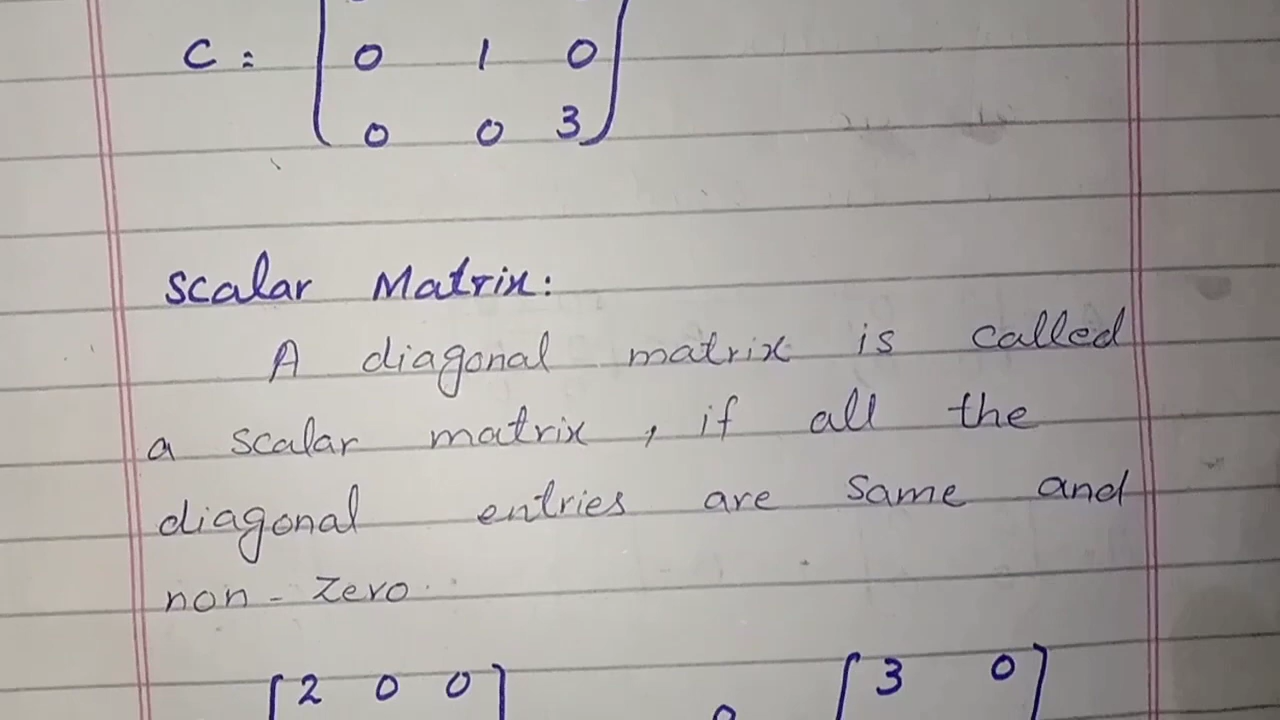 C = 0 1 0
0 0 3
Scalar Matrix:
A diagonal matrix is called
a scalar matrix, if all the
diagonal entries are same and
non-zero.
2 0 0 3 0